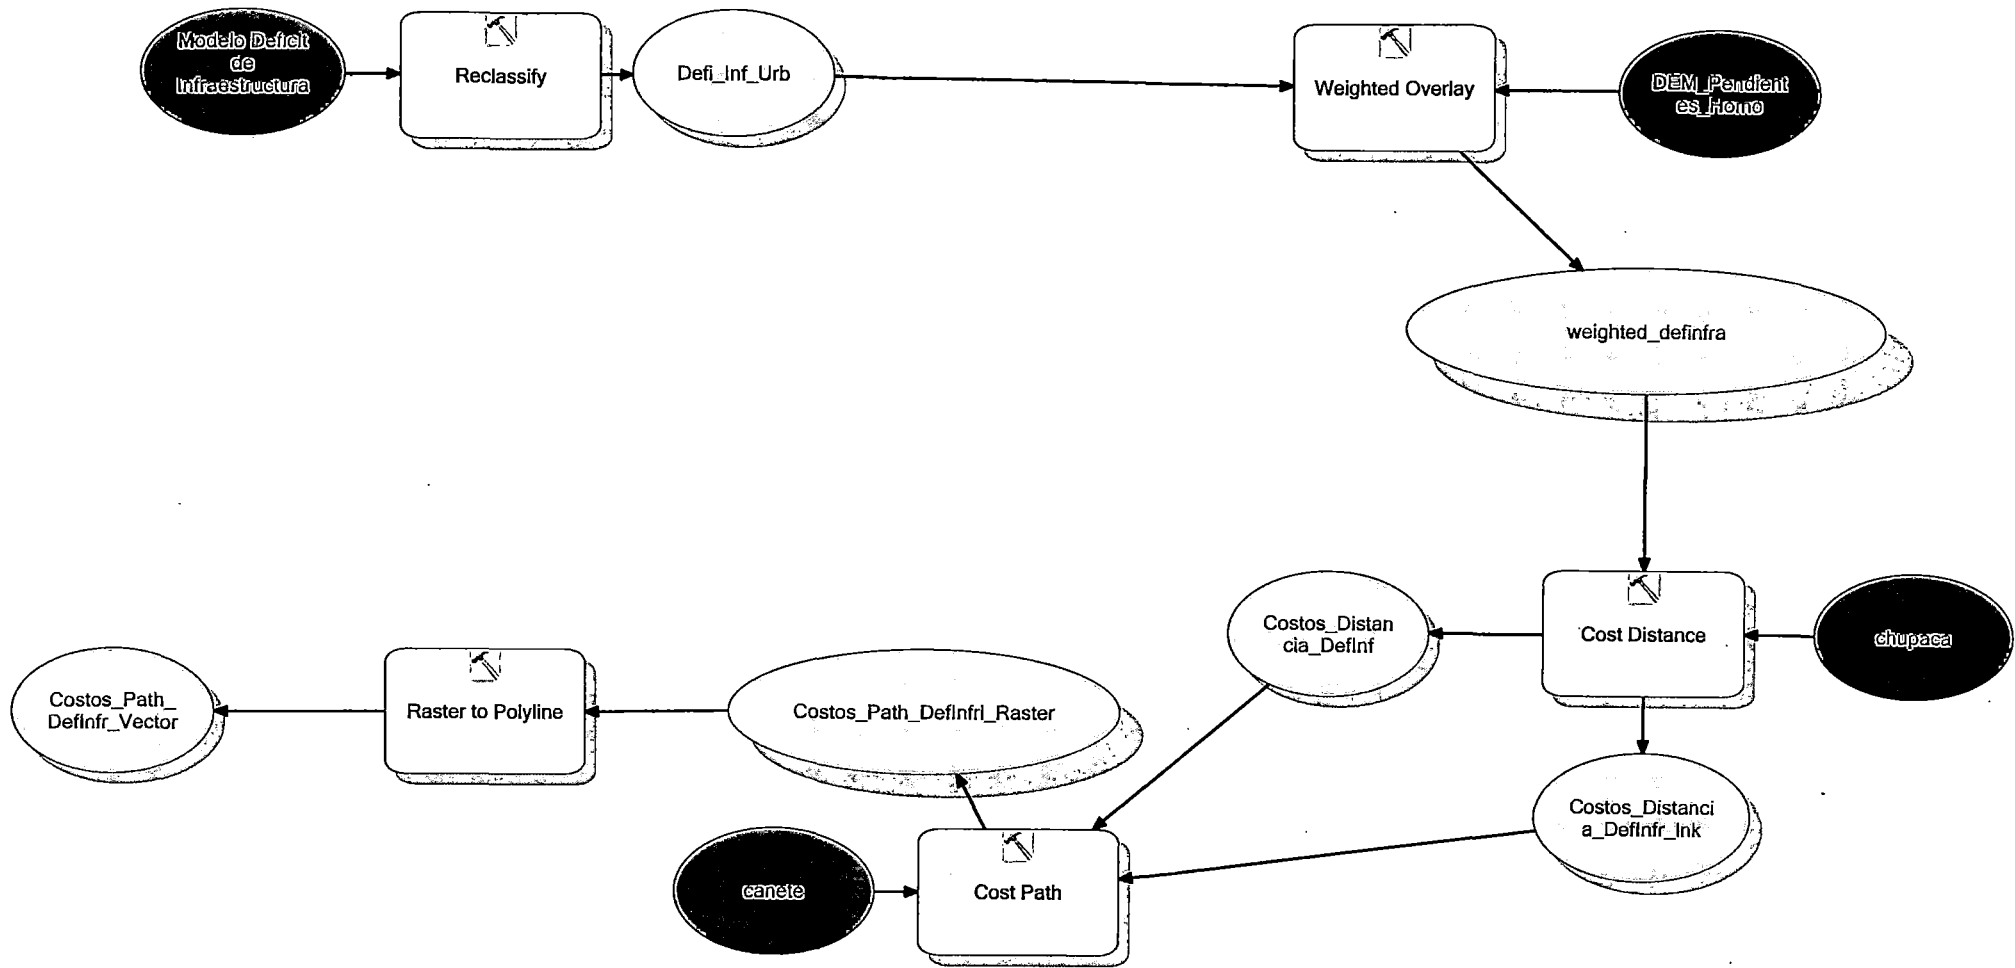 Modelo Deficit
de
Infraestructura
Reclassify
Defi_Inf_Urb
Weighted Overlay
DEM_Pendient
es_Homo
weighted_definfra
Costos_Distan
cia_DefInf
Cost Distance
chupaca
Costos_Path_
DefInfr_Vector
Raster to Polyline
Costos_Path_DefInfrI_Raster
Costos_Distanci
a_DefInfr_lnk
canete
Cost Path